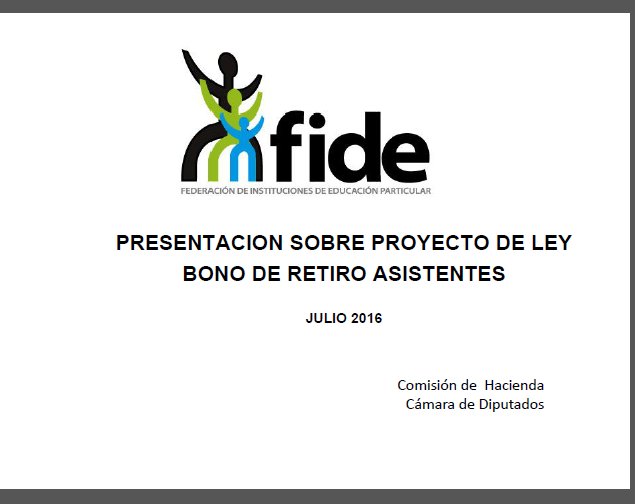 fide
FEDERACIÓN DE INSTITUCIONES DE EDUCACIÓN PARTICULAR
PRESENTACION SOBRE PROYECTO DE LEY
BONO DE RETIRO ASISTENTES
JULIO 2016
Comisión de Hacienda
Cámara de Diputados